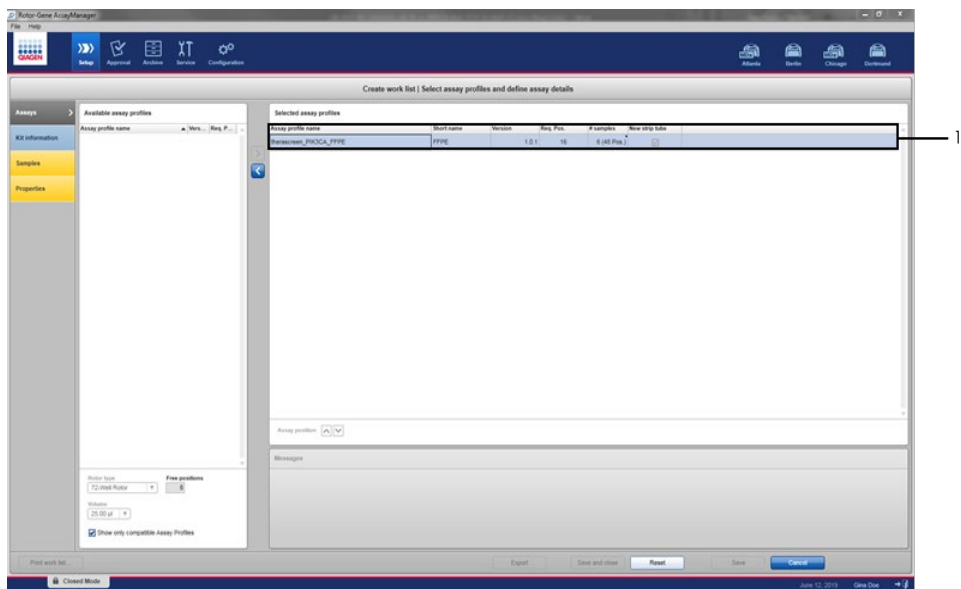 Rotor-Gene AssayManager
File Help
QIAGEN
Setup Approval Archive Service Configuration
Atlanta Berlin Chicago Dortmund
Create work list | Select assay profiles and define assay details
Assays
Kit information
Samples
Properties
Available assay profiles
Assay profile name Vers... Req. P...
Selected assay profiles
Assay profile name Short name Version Req. Pos. # samples New strip tube
therascreen_PIK3CA_FFPE FFPE 1.0.1 16 6 (48 Pos.)
1
Assay position
Messages
Rotor type Free positions
72-Well Rotor 8
Volume
25.00 µl
Show only compatible Assay Profiles
Print work list... Export Save and close Reset Save Cancel
Closed Mode June 12, 2019 Gina Doe